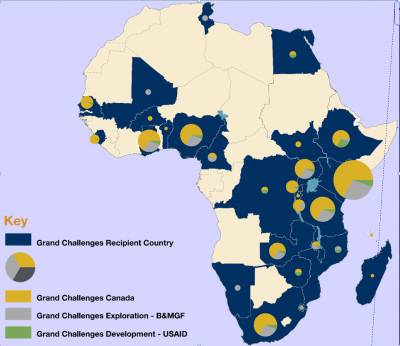 Key
Grand Challenges Recipient Country
Grand Challenges Canada
Grand Challenges Exploration - B&MGF
Grand Challenges Development - USAID